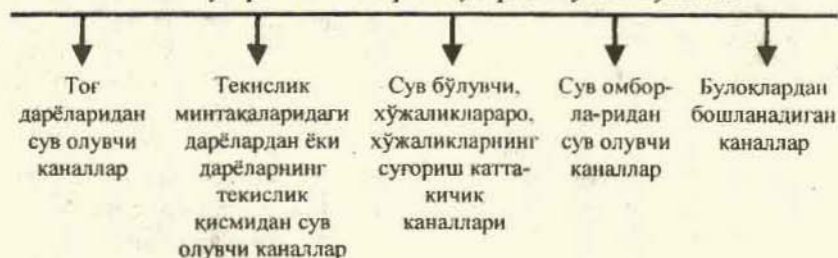 Тоғ
дарёларидан
сув олувчи
каналлар
Текислик
минтақаларидаги
дарёлардан ёки
дарёларнинг
текислик
қисмидан сув
олувчи каналлар
Сув бўлувчи,
хўжаликлараро,
хўжаликларнинг
суғориш катта-
кичик
каналлари
Сув омбор-
ла-ридан
сув олувчи
каналлар
Булоқлардан
бошланадиган
каналлар